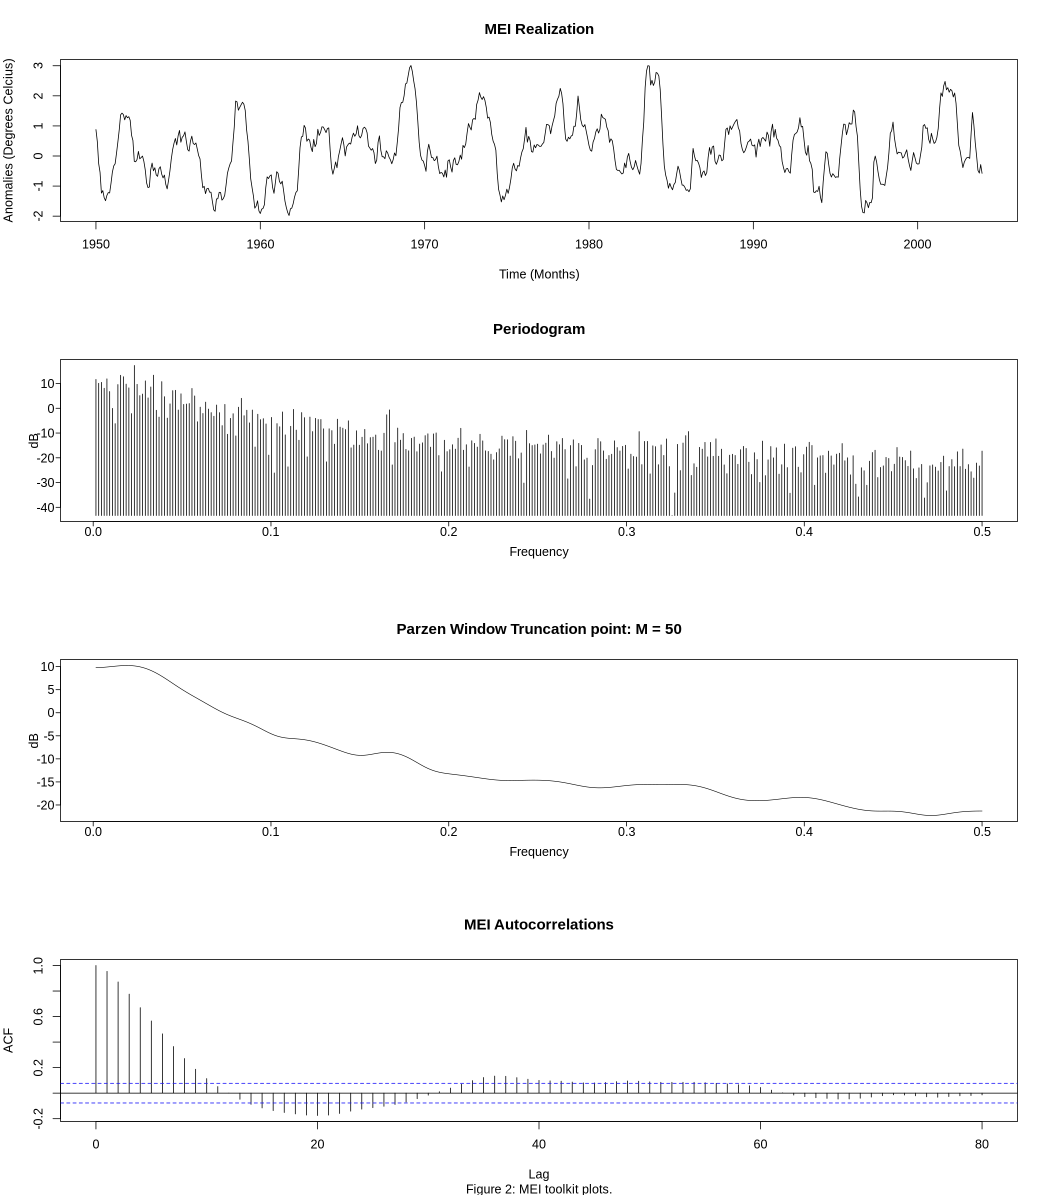 MEI Realization
Anomalies (Degrees Celcius)
3
2
1
0
-1
-2
1950 1960 1970 1980 1990 2000
Time (Months)
Periodogram
dB
10
0
-10
-20
-30
-40
0.0 0.1 0.2 0.3 0.4 0.5
Frequency
Parzen Window Truncation point: M = 50
dB
10
5
0
-5
-10
-15
-20
0.0 0.1 0.2 0.3 0.4 0.5
Frequency
MEI Autocorrelations
ACF
1.0
0.6
0.2
-0.2
0 20 40 60 80
Lag
Figure 2: MEI toolkit plots.